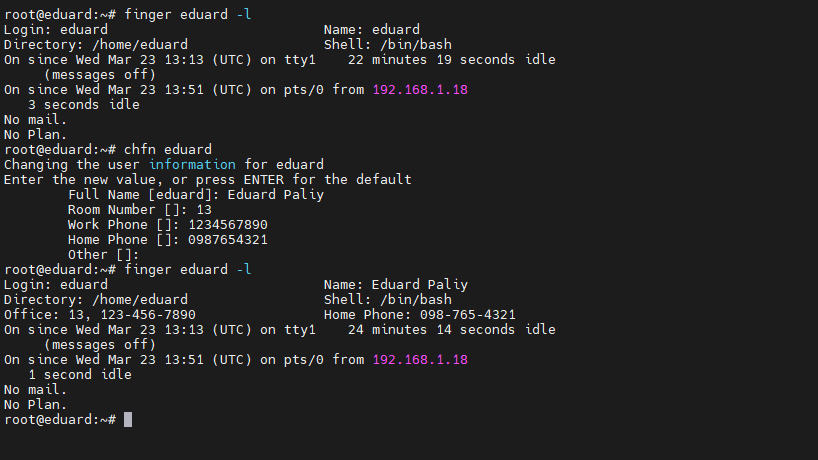 root@eduard:~# finger eduard -l
Login: eduard                           Name: eduard
Directory: /home/eduard                 Shell: /bin/bash
On since Wed Mar 23 13:13 (UTC) on tty1    22 minutes 19 seconds idle
     (messages off)
On since Wed Mar 23 13:51 (UTC) on pts/0 from 192.168.1.18
   3 seconds idle
No mail.
No Plan.
root@eduard:~# chfn eduard
Changing the user information for eduard
Enter the new value, or press ENTER for the default
        Full Name [eduard]: Eduard Paliy
        Room Number []: 13
        Work Phone []: 1234567890
        Home Phone []: 0987654321
        Other []:
root@eduard:~# finger eduard -l
Login: eduard                           Name: Eduard Paliy
Directory: /home/eduard                 Shell: /bin/bash
Office: 13, 123-456-7890                Home Phone: 098-765-4321
On since Wed Mar 23 13:13 (UTC) on tty1    24 minutes 14 seconds idle
     (messages off)
On since Wed Mar 23 13:51 (UTC) on pts/0 from 192.168.1.18
   1 second idle
No mail.
No Plan.
root@eduard:~#